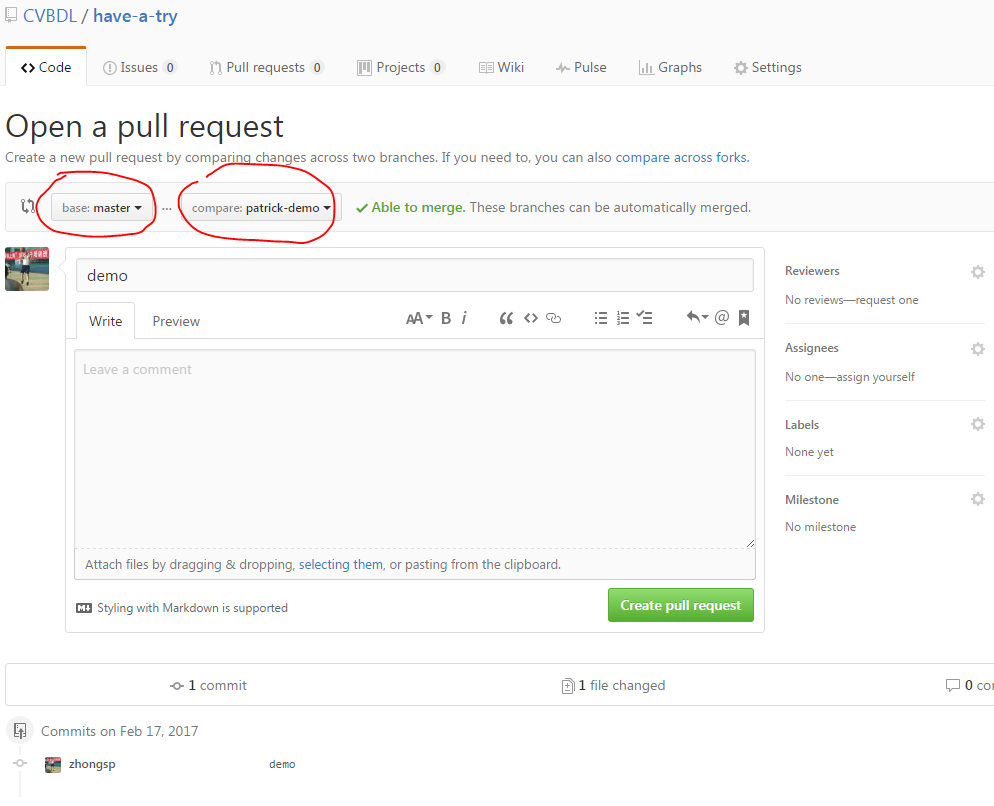 CVBDL / have-a-try
Code Issues 0 Pull requests 0 Projects 0 Wiki Pulse Graphs Settings
Open a pull request
Create a new pull request by comparing changes across two branches. If you need to, you can also compare across forks.
base: master ... compare: patrick-demo Able to merge. These branches can be automatically merged.
demo
Write Preview AA B i
Leave a comment
Attach files by dragging & dropping, selecting them, or pasting from the clipboard.
Styling with Markdown is supported
Create pull request
Reviewers
No reviews—request one
Assignees
No one—assign yourself
Labels
None yet
Milestone
No milestone
1 commit 1 file changed 0 co
Commits on Feb 17, 2017
zhongsp demo